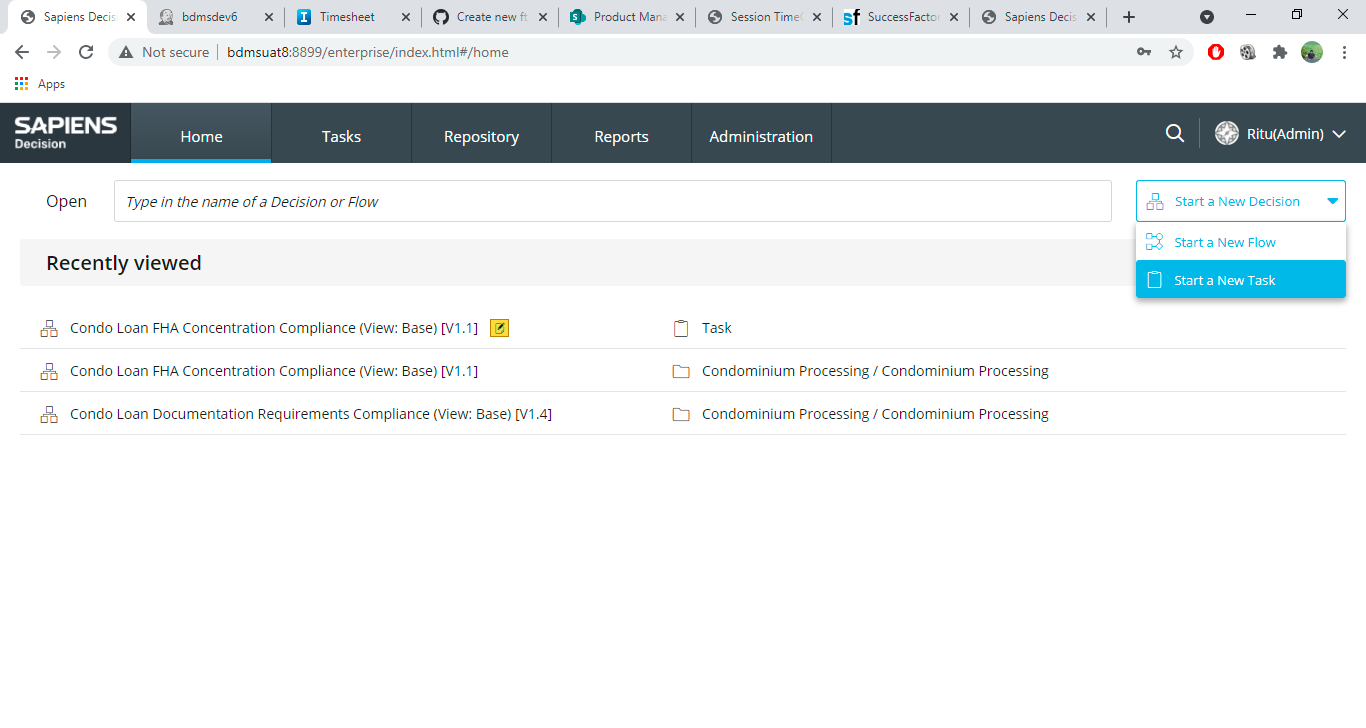 Sapiens Decis
bdmsdev6
Timesheet
Create new ft
Product Mana
Session Time
SuccessFactor
Sapiens Decis
Not secure
bdmsuat8:8899/enterprise/index.html#/home
Apps
SAPIENS
Decision
Home
Tasks
Repository
Reports
Administration
Ritu(Admin)
Open
Type in the name of a Decision or Flow
Start a New Decision
Start a New Flow
Start a New Task
Recently viewed
Condo Loan FHA Concentration Compliance (View: Base) [V1.1]
Task
Condo Loan FHA Concentration Compliance (View: Base) [V1.1]
Condominium Processing / Condominium Processing
Condo Loan Documentation Requirements Compliance (View: Base) [V1.4]
Condominium Processing / Condominium Processing